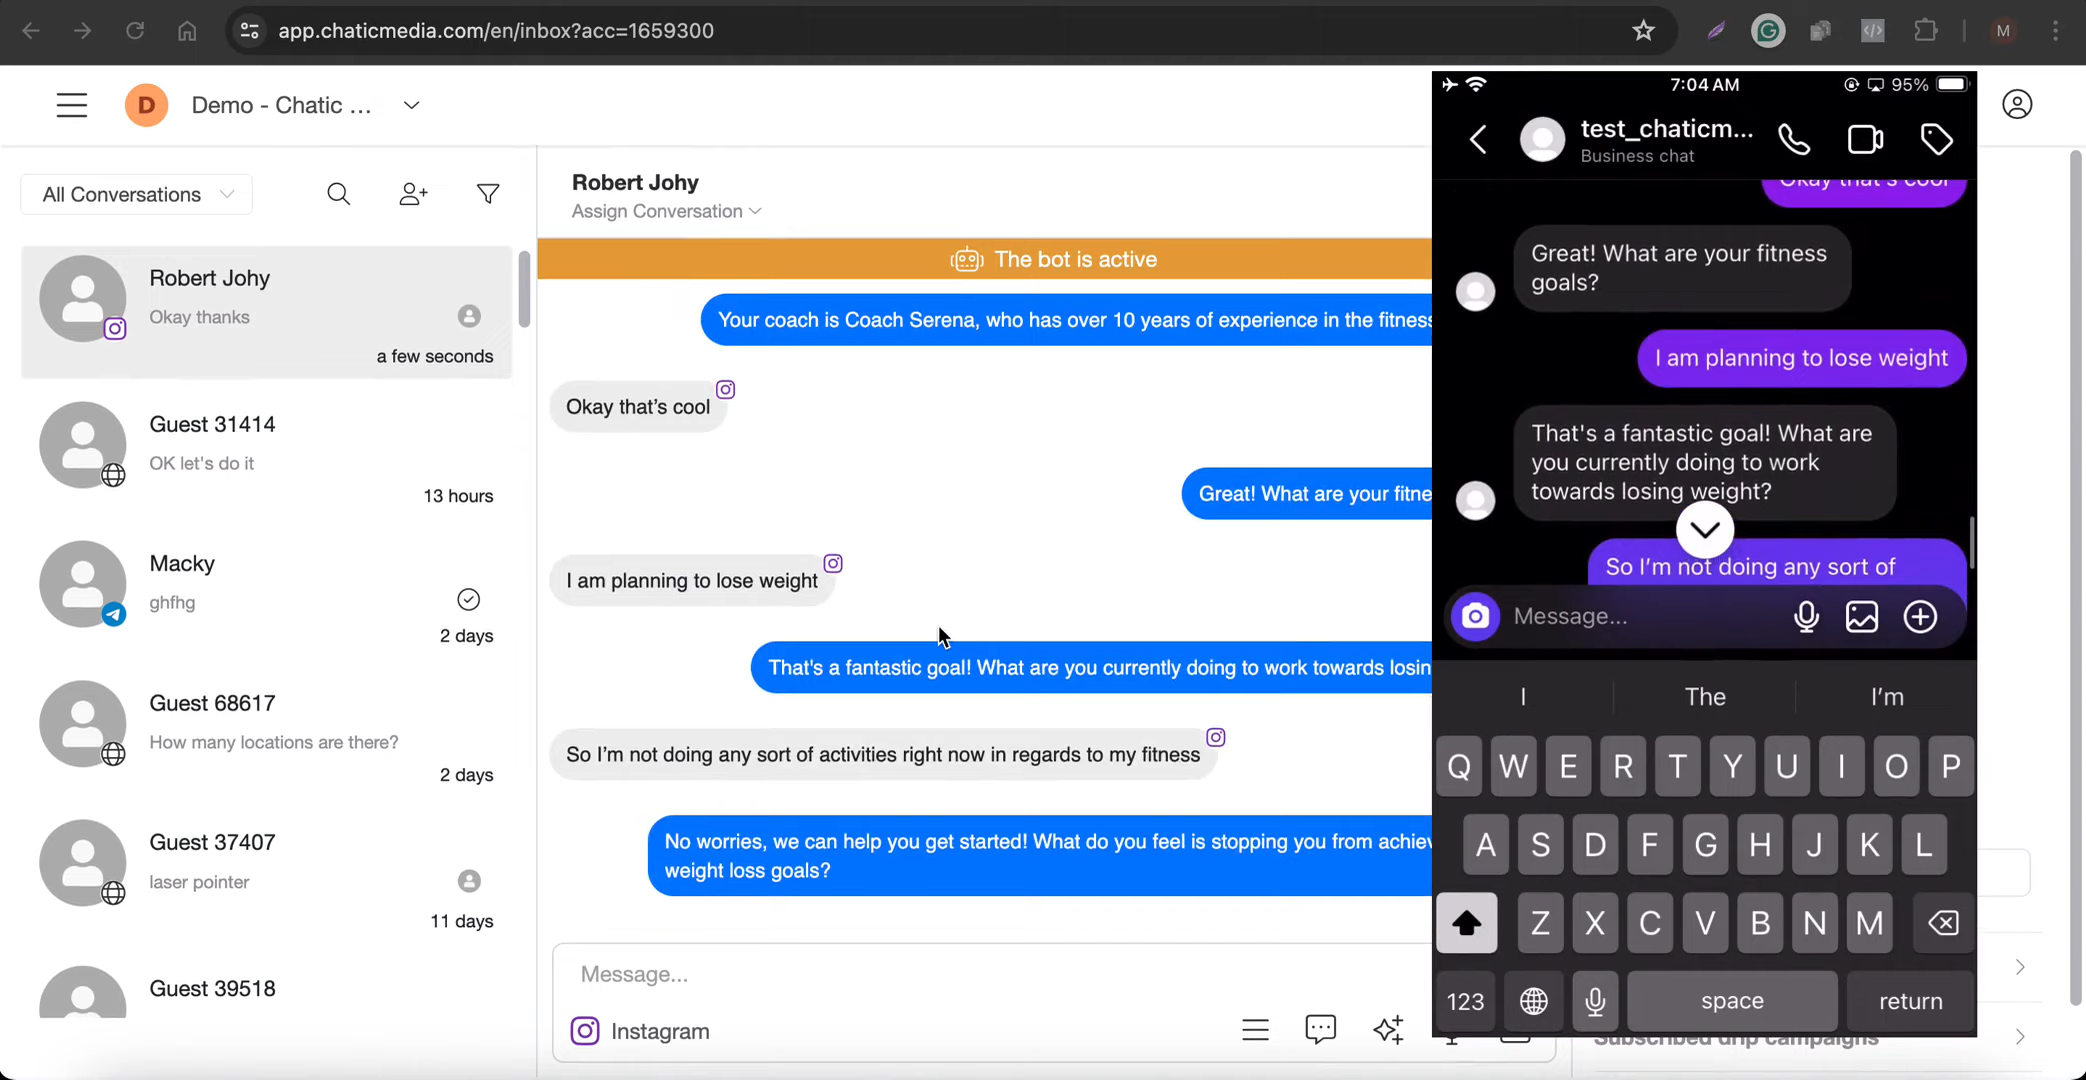 app.chaticmedia.com/en/inbox?acc=1659300
M
D
Demo - Chatic ...
All Conversations
Robert Johy
Okay thanks
a few seconds
Guest 31414
OK let's do it
13 hours
Macky
ghfhg
2 days
Guest 68617
How many locations are there?
2 days
Guest 37407
laser pointer
11 days
Guest 39518
Robert Johy
Assign Conversation
The bot is active
Your coach is Coach Serena, who has over 10 years of experience in the fitness
Okay that's cool
Great! What are your fitne
I am planning to lose weight
That's a fantastic goal! What are you currently doing to work towards losin
So I'm not doing any sort of activities right now in regards to my fitness
No worries, we can help you get started! What do you feel is stopping you from achiev
weight loss goals?
Message...
Instagram
7:04 AM
95%
test_chaticm...
Business chat
Okay that's cool
Great! What are your fitness
goals?
I am planning to lose weight
That's a fantastic goal! What are
you currently doing to work
towards losing weight?
So I'm not doing any sort of
Message...
I The I'm
Q W E R T Y U I O P
A S D F G H J K L
Z X C V B N M
123 space return
Subscribed drip campaigns